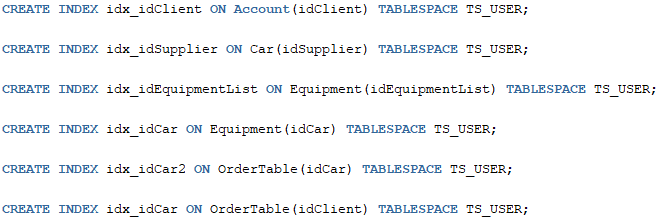 CREATE INDEX idx_idClient ON Account(idClient) TABLESPACE TS_USER;
CREATE INDEX idx_idSupplier ON Car(idSupplier) TABLESPACE TS_USER;
CREATE INDEX idx_idEquipmentList ON Equipment(idEquipmentList) TABLESPACE TS_USER;
CREATE INDEX idx_idCar ON Equipment(idCar) TABLESPACE TS_USER;
CREATE INDEX idx_idCar2 ON OrderTable(idCar) TABLESPACE TS_USER;
CREATE INDEX idx_idCar ON OrderTable(idClient) TABLESPACE TS_USER;